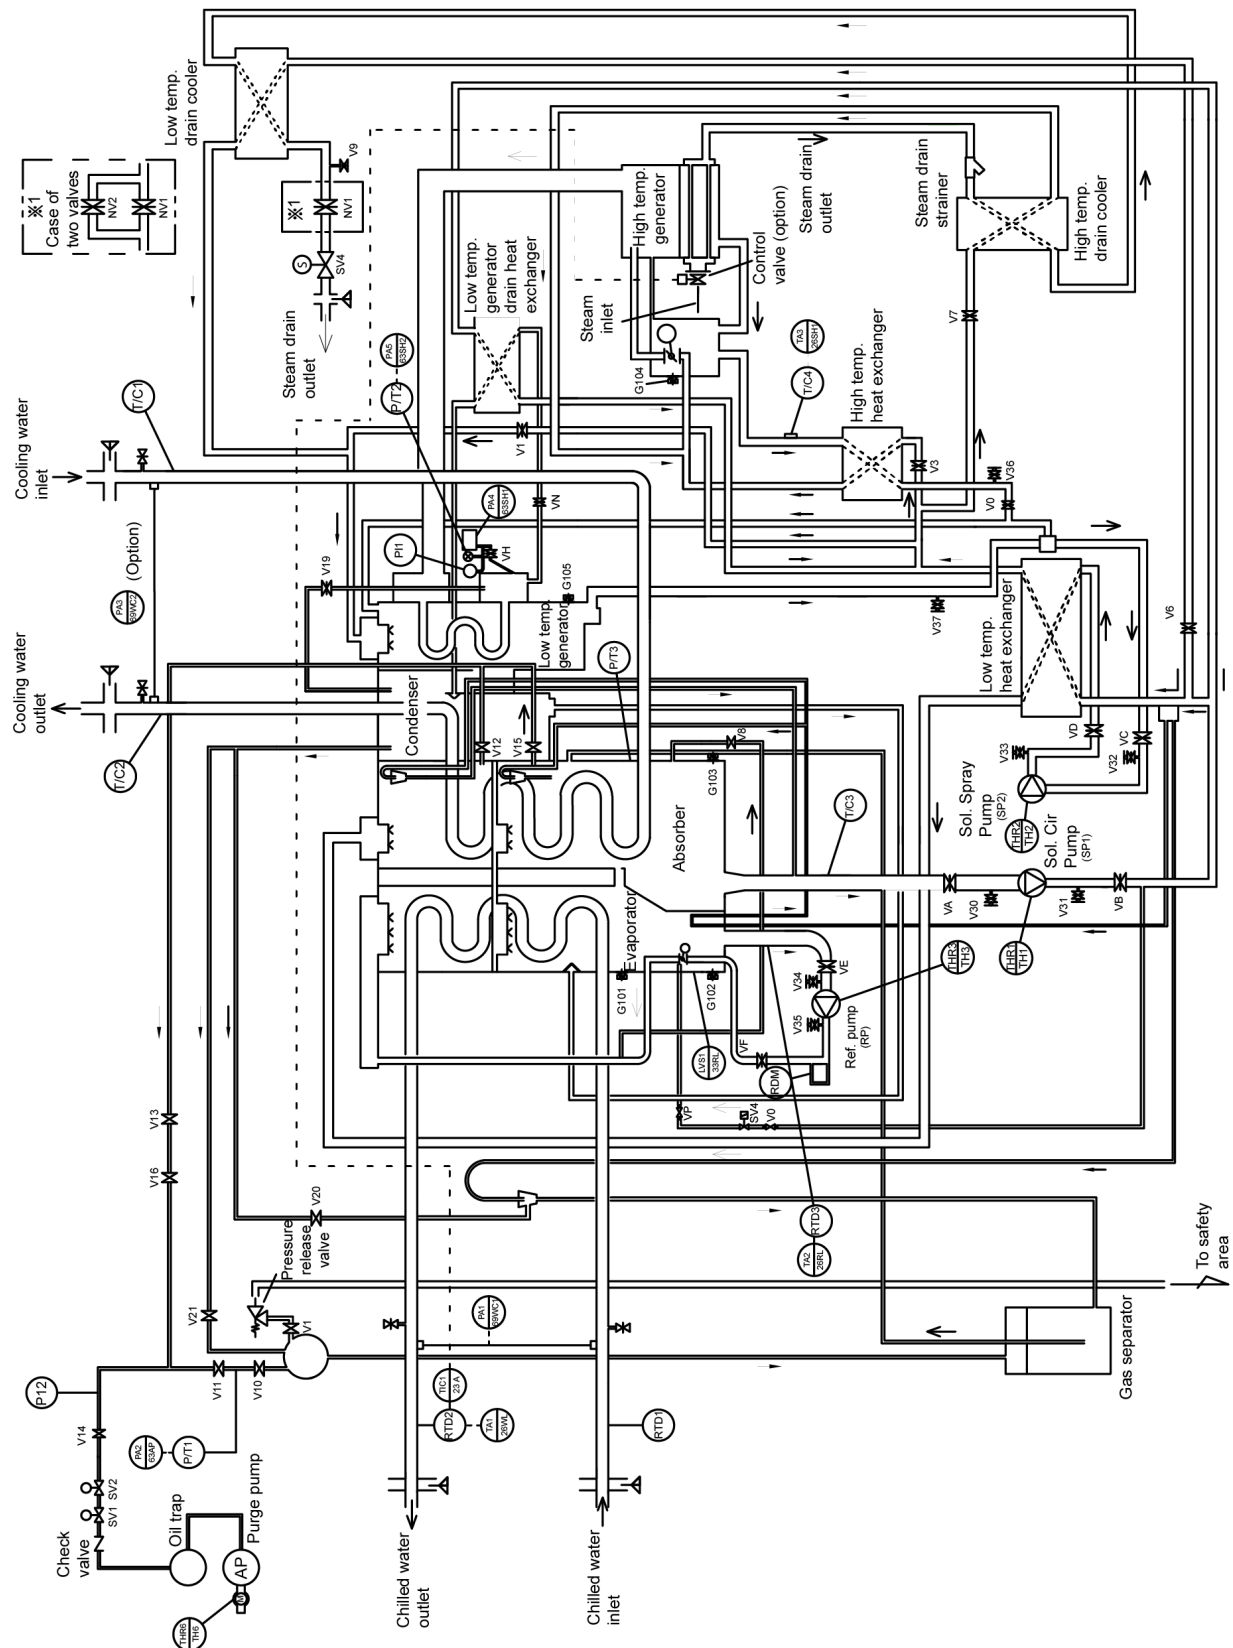 THR6
TH6
M
AP
Purge pump
Oil trap
Check
valve
SV1
SV2
V14
P12
PA2
63AP
P/T1
V11
V10
V21
V1
Pressure
release
valve
V20
V16
V13
Cooling water
outlet
T/C2
PA3
69WC2
(Option)
Cooling water
inlet
T/C1
V19
※1
Case of
two valves
NV2
NV1
Low temp.
drain cooler
※1
NV1
V9
S
SV4
Steam drain
outlet
PA5
63SH2
P/T2
Low temp.
generator
drain heat
exchanger
High temp.
generator
Control
valve (option)
Steam
inlet
Steam drain
outlet
Steam drain
strainer
High temp.
drain cooler
G104
TA3
26SH1
T/C4
High temp.
heat exchanger
V7
V3
V36
V0
V1
VN
PA4
63SH1
PI1
VH
G105
Low temp.
generator
P/T3
Condenser
V12
V15
V8
G103
Absorber
T/C3
Evaporator
G101
G102
LVS1
33RL
VF
RDM
V35
V34
VE
Ref. pump
(RP)
THR3
TH3
THR1
TH1
VA
V30
V31
VB
Sol. Cir
Pump
(SP1)
Sol. Spray
Pump
(SP2)
THR2
TH2
V33
V32
VD
VC
Low temp.
heat exchanger
V37
V6
VP
SV4
V0
RTD3
TA2
26RL
PA1
69WC1
TIC1
23 A
RTD2
TA1
26WL
RTD1
Chilled water
outlet
Chilled water
inlet
Gas separator
To safety
area